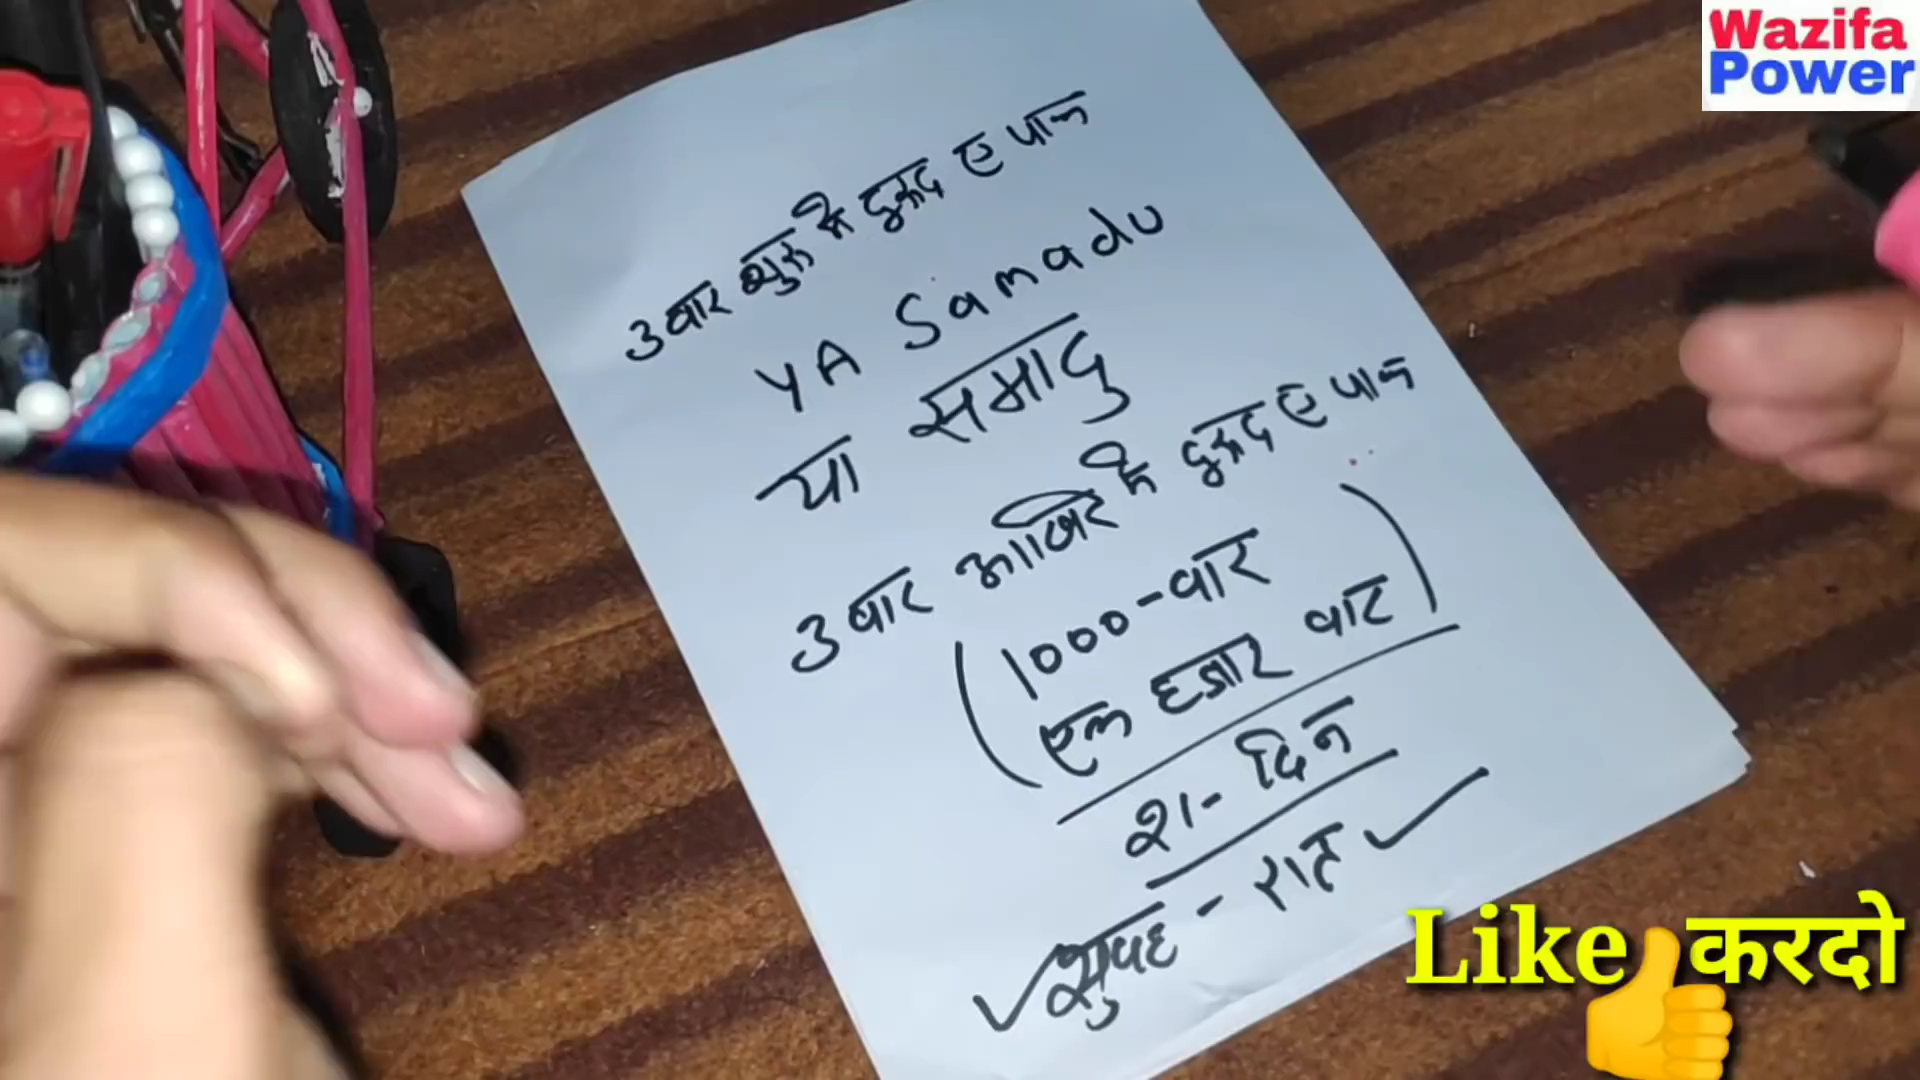 Wazifa
Power
3 बार शुरू में दुरूद ए पाक
YA Samadu
या समादु
3 बार आखिर में दुरूद ए पाक
(1000-बार
एक हजार बार)
21- दिन
सुबह - रात ✓
Like करदो